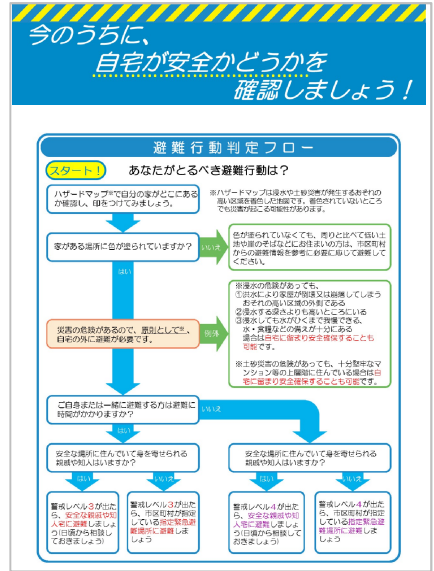 今のうちに、
自宅が安全かどうかを
確認しましょう！
避難行動判定フロー
スタート！
あなたがとるべき避難行動は？
ハザードマップ※で自分の家がどこにある
か確認し、印をつけてみましょう。
※ハザードマップは浸水や土砂災害が発生するおそれの
高い区域を着色した地図です。着色されていないところ
でも災害が起こる可能性があります。
家がある場所に色が塗られていますか？
いいえ
色が塗られていなくても、周りと比べて低い土
地や崖のそばなどにお住まいの方は、市区町村
からの避難情報を参考に必要に応じて避難して
ください。
はい
災害の危険があるので、原則として※、
自宅の外に避難が必要です。
例外
※浸水の危険があっても、
①洪水により家屋が倒壊又は崩落してしまう
おそれの高い区域の外側である
②浸水する深さよりも高いところにいる
③浸水しても水がひくまで我慢できる、
水・食糧などの備えが十分にある
場合は自宅に留まり安全確保することも
可能です。
※土砂災害の危険があっても、十分堅牢なマ
ンション等の上層階に住んでいる場合は自
宅に留まり安全確保することも可能です。
ご自身または一緒に避難する方は避難に
時間がかかりますか？
いいえ
はい
安全な場所に住んでいて身を寄せられる
親戚や知人はいますか？
はい
いいえ
安全な場所に住んでいて身を寄せられる
親戚や知人はいますか？
はい
いいえ
警戒レベル3が出た
ら、安全な親戚や知
人宅に避難しましょ
う(日頃から相談し
ておきましょう)
警戒レベル3が出た
ら、市区町村が指定
している指定緊急避
難場所に避難しま
しょう
警戒レベル4が出た
ら、安全な親戚や知
人宅に避難しましょ
う(日頃から相談し
ておきましょう)
警戒レベル4が出た
ら、市区町村が指定
している指定緊急避
難場所に避難しま
しょう